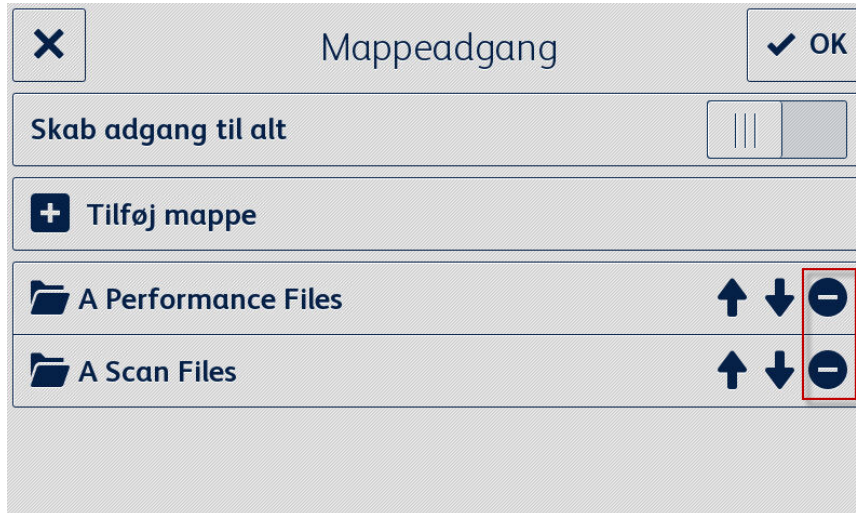 Mappeadgang
OK
Skab adgang til alt
Tilføj mappe
A Performance Files
A Scan Files